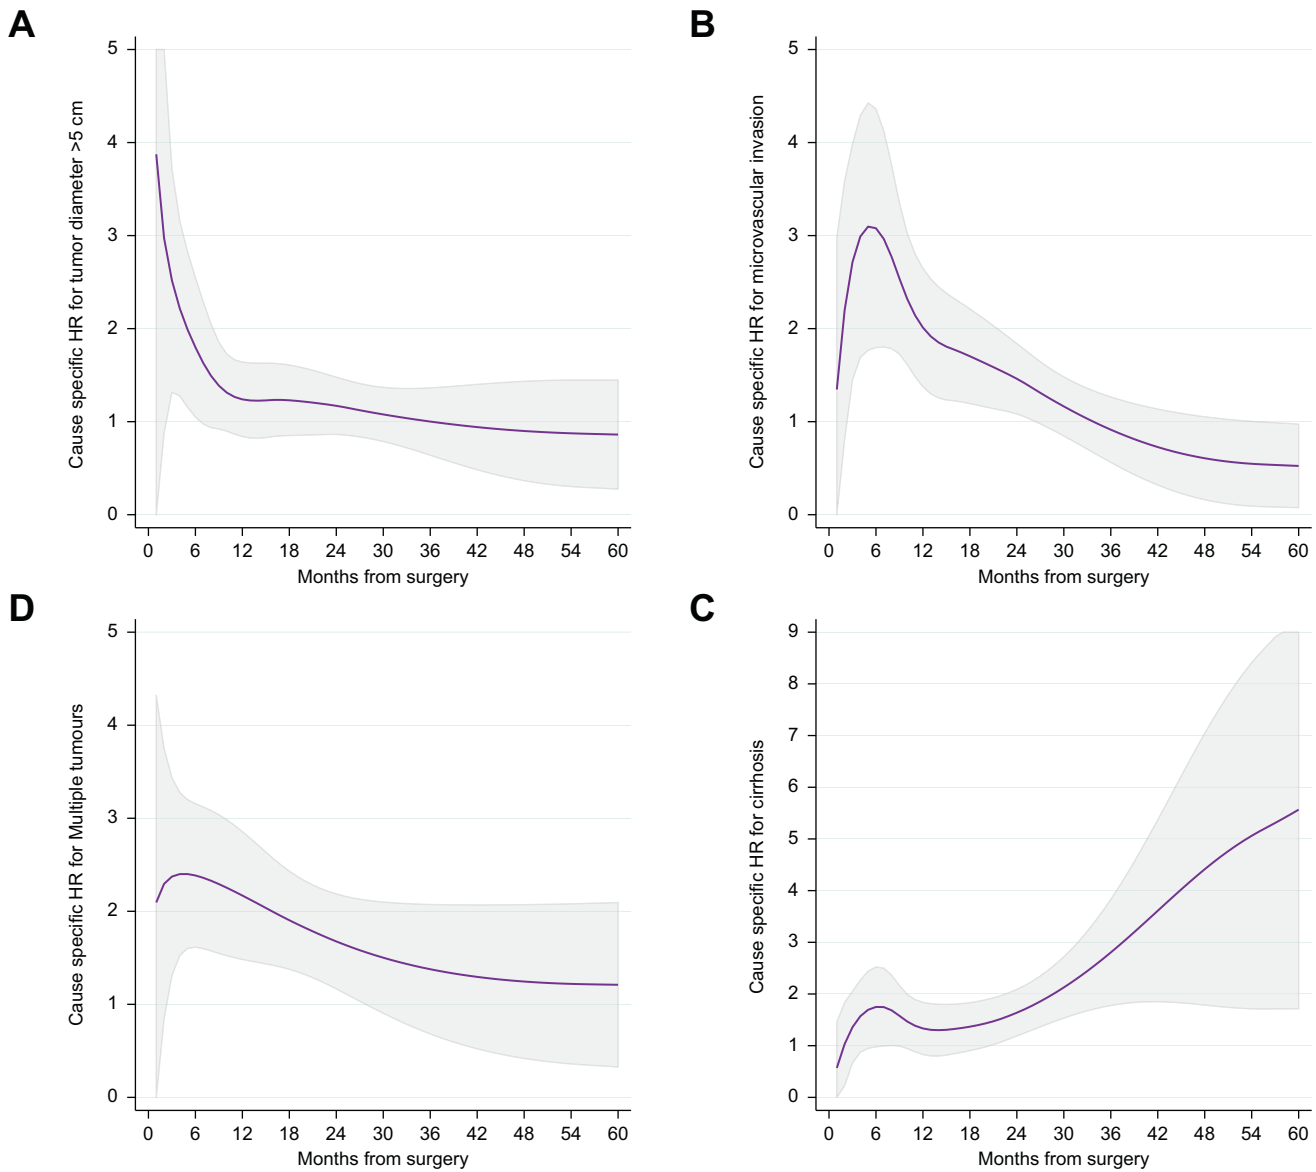 A
Cause specific HR for tumor diameter >5 cm
5
4
3
2
1
0
0 6 12 18 24 30 36 42 48 54 60
Months from surgery
B
Cause specific HR for microvascular invasion
5
4
3
2
1
0
0 6 12 18 24 30 36 42 48 54 60
Months from surgery
D
Cause specific HR for Multiple tumours
5
4
3
2
1
0
0 6 12 18 24 30 36 42 48 54 60
Months from surgery
C
Cause specific HR for cirrhosis
9
8
7
6
5
4
3
2
1
0
0 6 12 18 24 30 36 42 48 54 60
Months from surgery